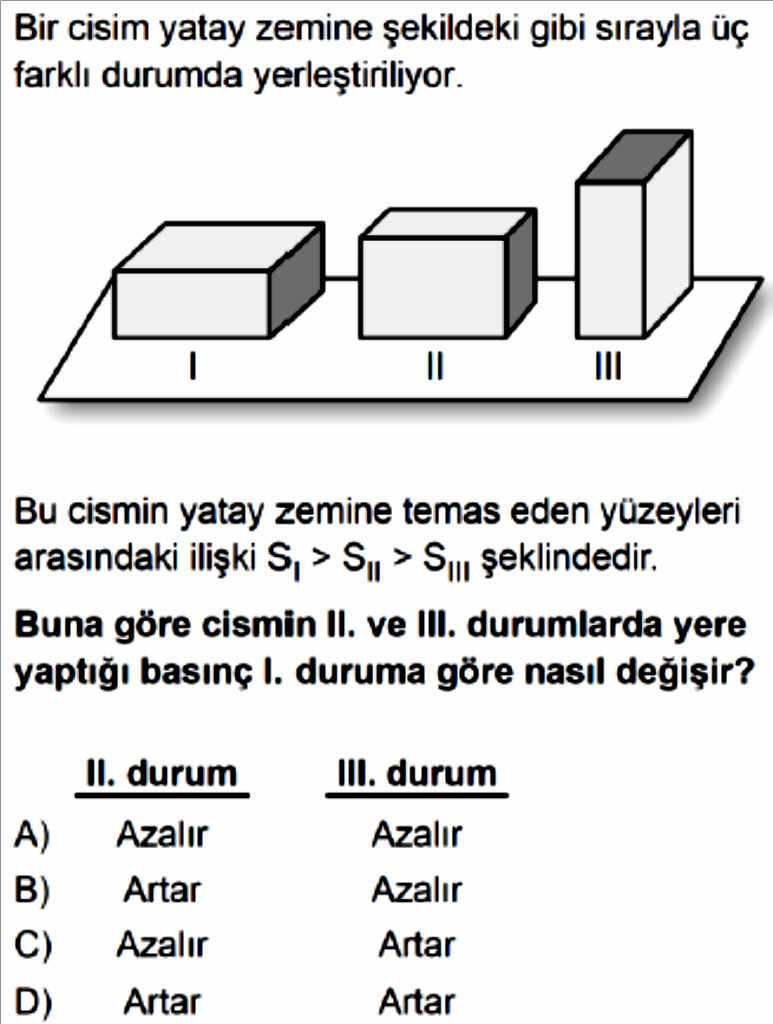 Bir cisim yatay zemine şekildeki gibi sırayla üç
farklı durumda yerleştiriliyor.
I II III
Bu cismin yatay zemine temas eden yüzeyleri
arasındaki ilişki S_I > S_II > S_III şeklindedir.
Buna göre cismin II. ve III. durumlarda yere
yaptığı basınç I. duruma göre nasıl değişir?
II. durum III. durum
A) Azalır Azalır
B) Artar Azalır
C) Azalır Artar
D) Artar Artar